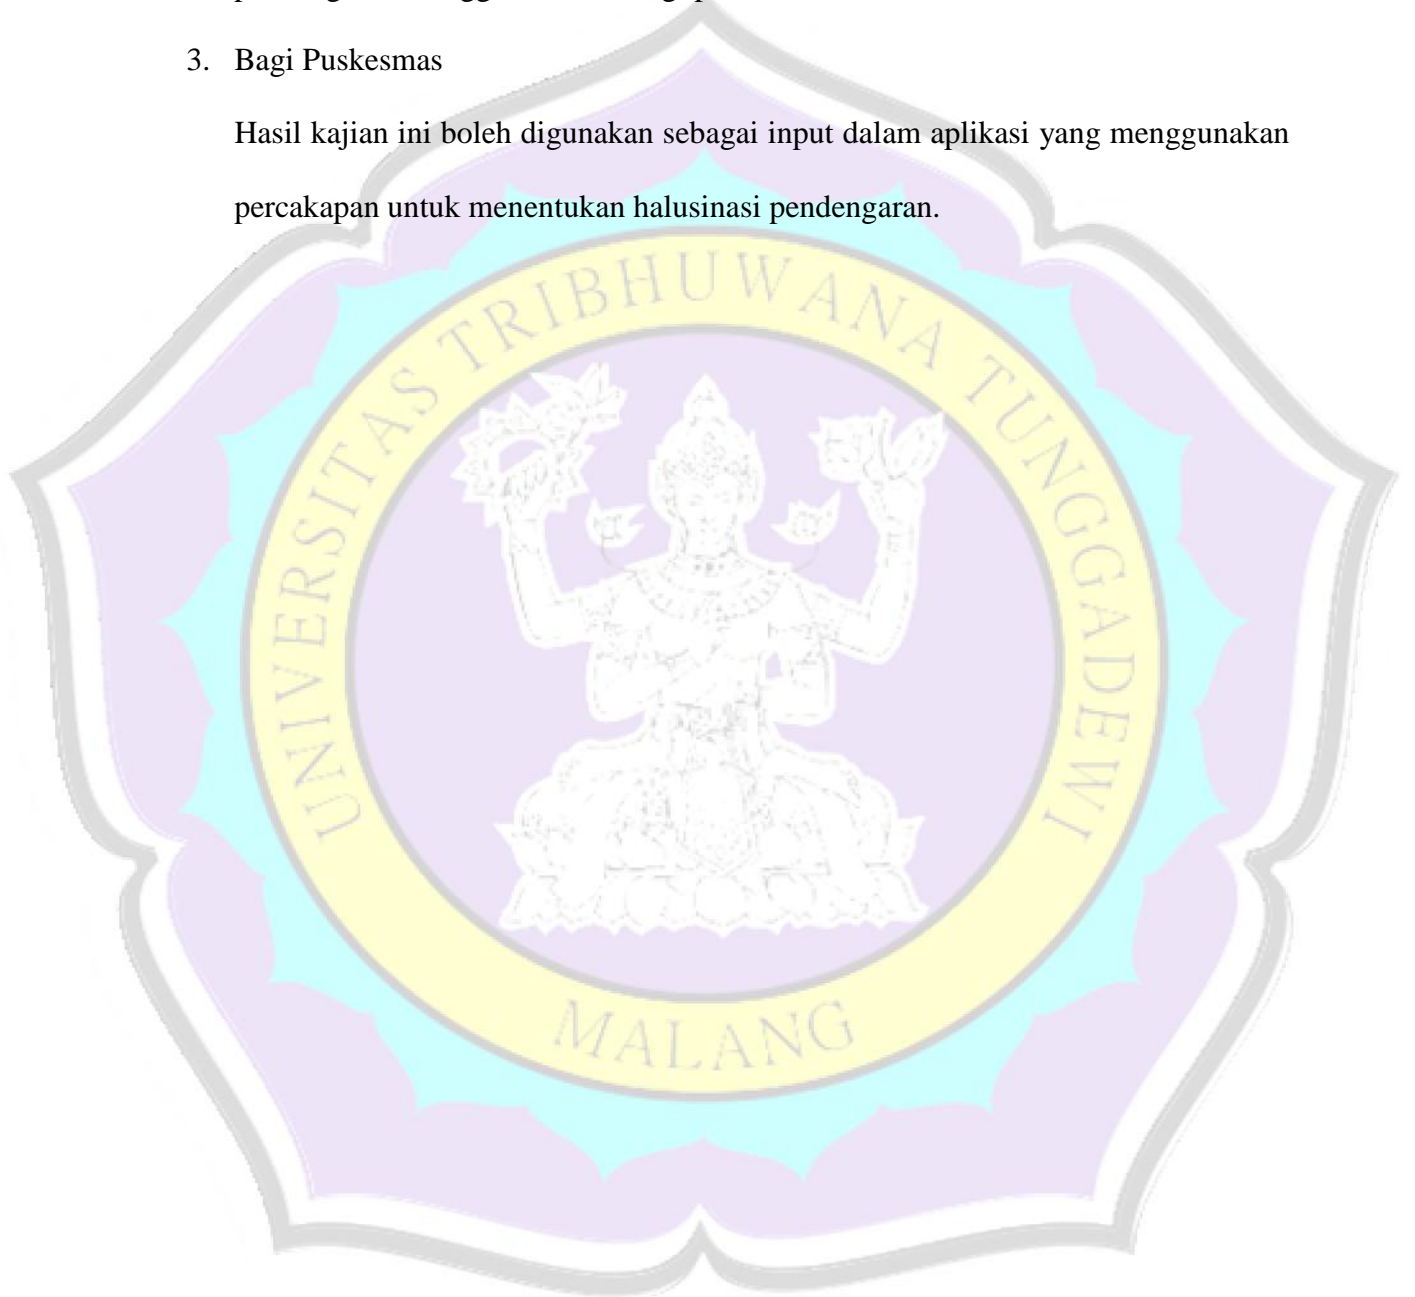 3. Bagi Puskesmas
Hasil kajian ini boleh digunakan sebagai input dalam aplikasi yang menggunakan
percakapan untuk menentukan halusinasi pendengaran.
UNIVERSITAS TRIBHUWANA TUNGGADEWI
MALANG